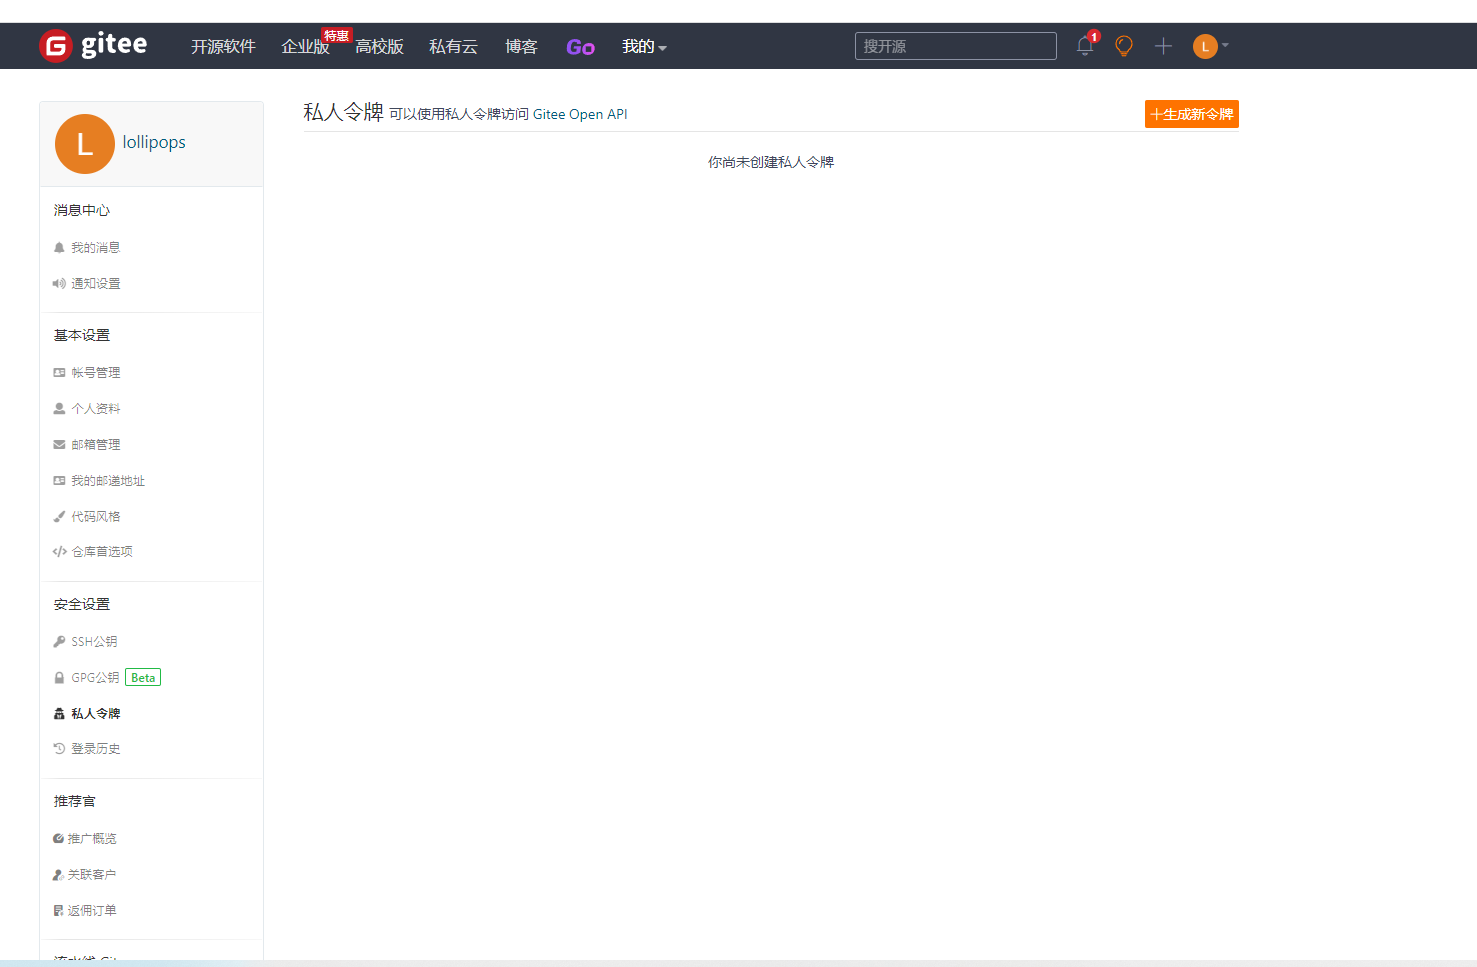 gitee 开源软件 企业版 特惠 高校版 私有云 博客 Go 我的 搜开源 1 L
L lollipops
私人令牌 可以使用私人令牌访问 Gitee Open API
生成新令牌
你尚未创建私人令牌
消息中心
我的消息
通知设置
基本设置
帐号管理
个人资料
邮箱管理
我的邮递地址
代码风格
仓库首选项
安全设置
SSH公钥
GPG公钥 Beta
私人令牌
登录历史
推荐官
推广概览
关联客户
返佣订单